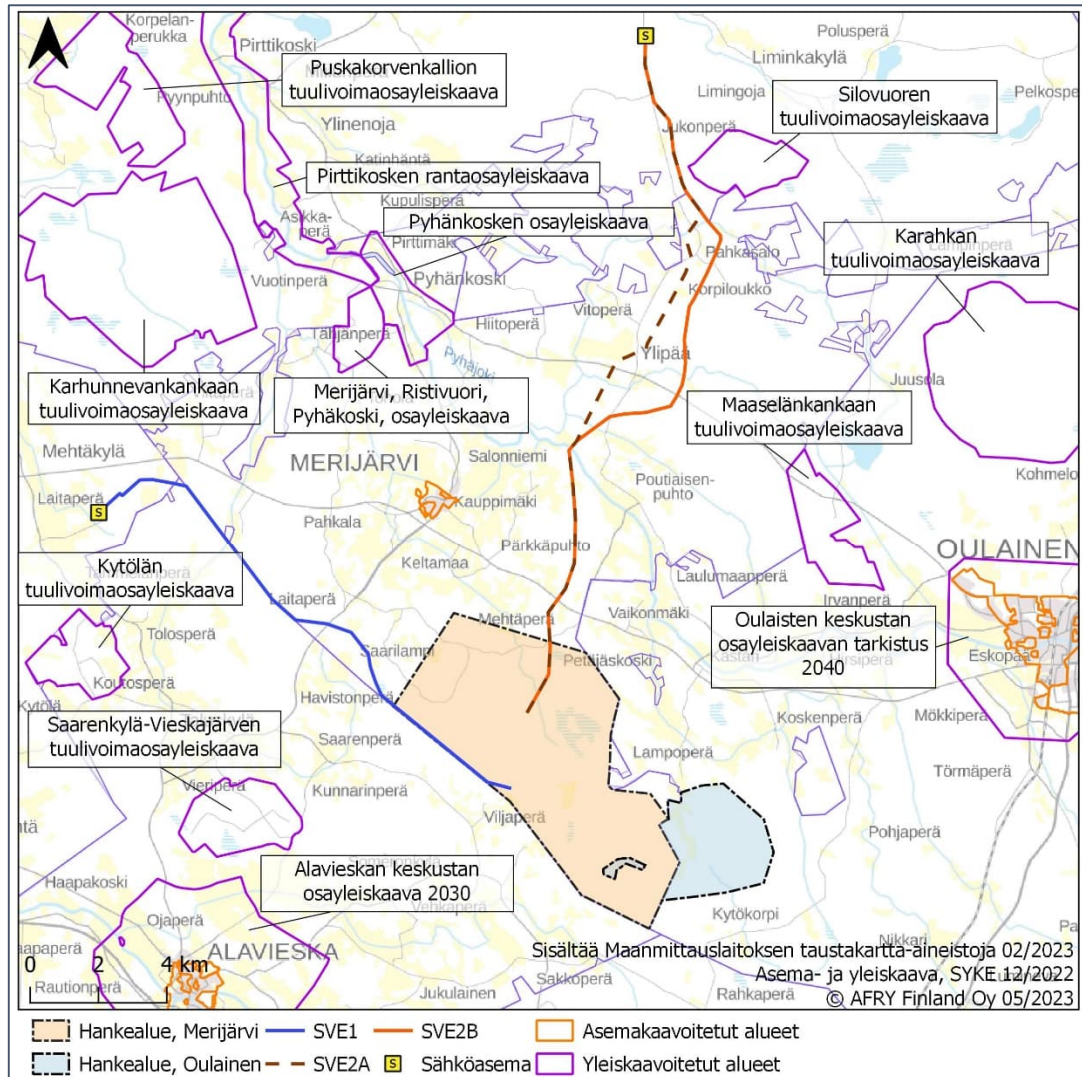 Korpelan-
perukka
Pirttikoski
Polusperä
Liminkakylä
S
Puskakorvenkallion
tuulivoimaosayleiskaava
Limingoja
Silovuoren
tuulivoimaosayleiskaava
Pyynpuhto
Ylinenoja
Jukonperä
Katinhäntä
Pirttikosken rantaosayleiskaava
Kupulisperä
Asikka-
perä
Pyhänkosken osayleiskaava
Karahkan
tuulivoimaosayleiskaava
Pirttimäki
Pahkasalo
Vuotinperä
Pyhänkoski
Korpiloukko
Vitoperä
Hiitoperä
Tähjänperä
Pyhäjoki
Ylipää
Juusola
Karhunnevankankaan
tuulivoimaosayleiskaava
Merijärvi, Ristivuori,
Pyhäkoski, osayleiskaava
Maaselänkankaan
tuulivoimaosayleiskaava
Mehtäkylä
MERIJÄRVI
Salonniemi
Kohmelo
Laitaperä
S
Kauppimäki
Poutiaisen-
puhto
Pahkala
Pärkkäpuhto
OULAINEN
Kytölän
tuulivoimaosayleiskaava
Keltamaa
Laulumaanperä
Laitaperä
Mehtäperä
Vaikonmäki
Irvanperä
Tolosperä
Oulaisten keskustan
osayleiskaavan tarkistus
2040
Saarilampi
Petäjäskoski
Eskopää
Koutosperä
Kytölä
Havistonperä
Mökkiperä
Saarenkylä-Vieskajärven
tuulivoimaosayleiskaava
Saarenperä
Koskenperä
Lampoperä
Törmäperä
Vieriperä
Kunnarinperä
Viljaperä
Pohjaperä
Alavieskan keskustan
osayleiskaava 2030
Haapakoski
Ojaperä
Kytökorpi
ALAVIESKA
Nikkari
Sisältää Maanmittauslaitoksen taustakartta-aineistoja 02/2023
0 2 4 km
Sakkoperä
Asema- ja yleiskaava, SYKE 12/2022
Rautionperä
Jukulainen
Rahkaperä
© AFRY Finland Oy 05/2023
Hankealue, Merijärvi SVE1 SVE2B Asemakaavoitetut alueet
Hankealue, Oulainen SVE2A S Sähköasema Yleiskaavoitetut alueet